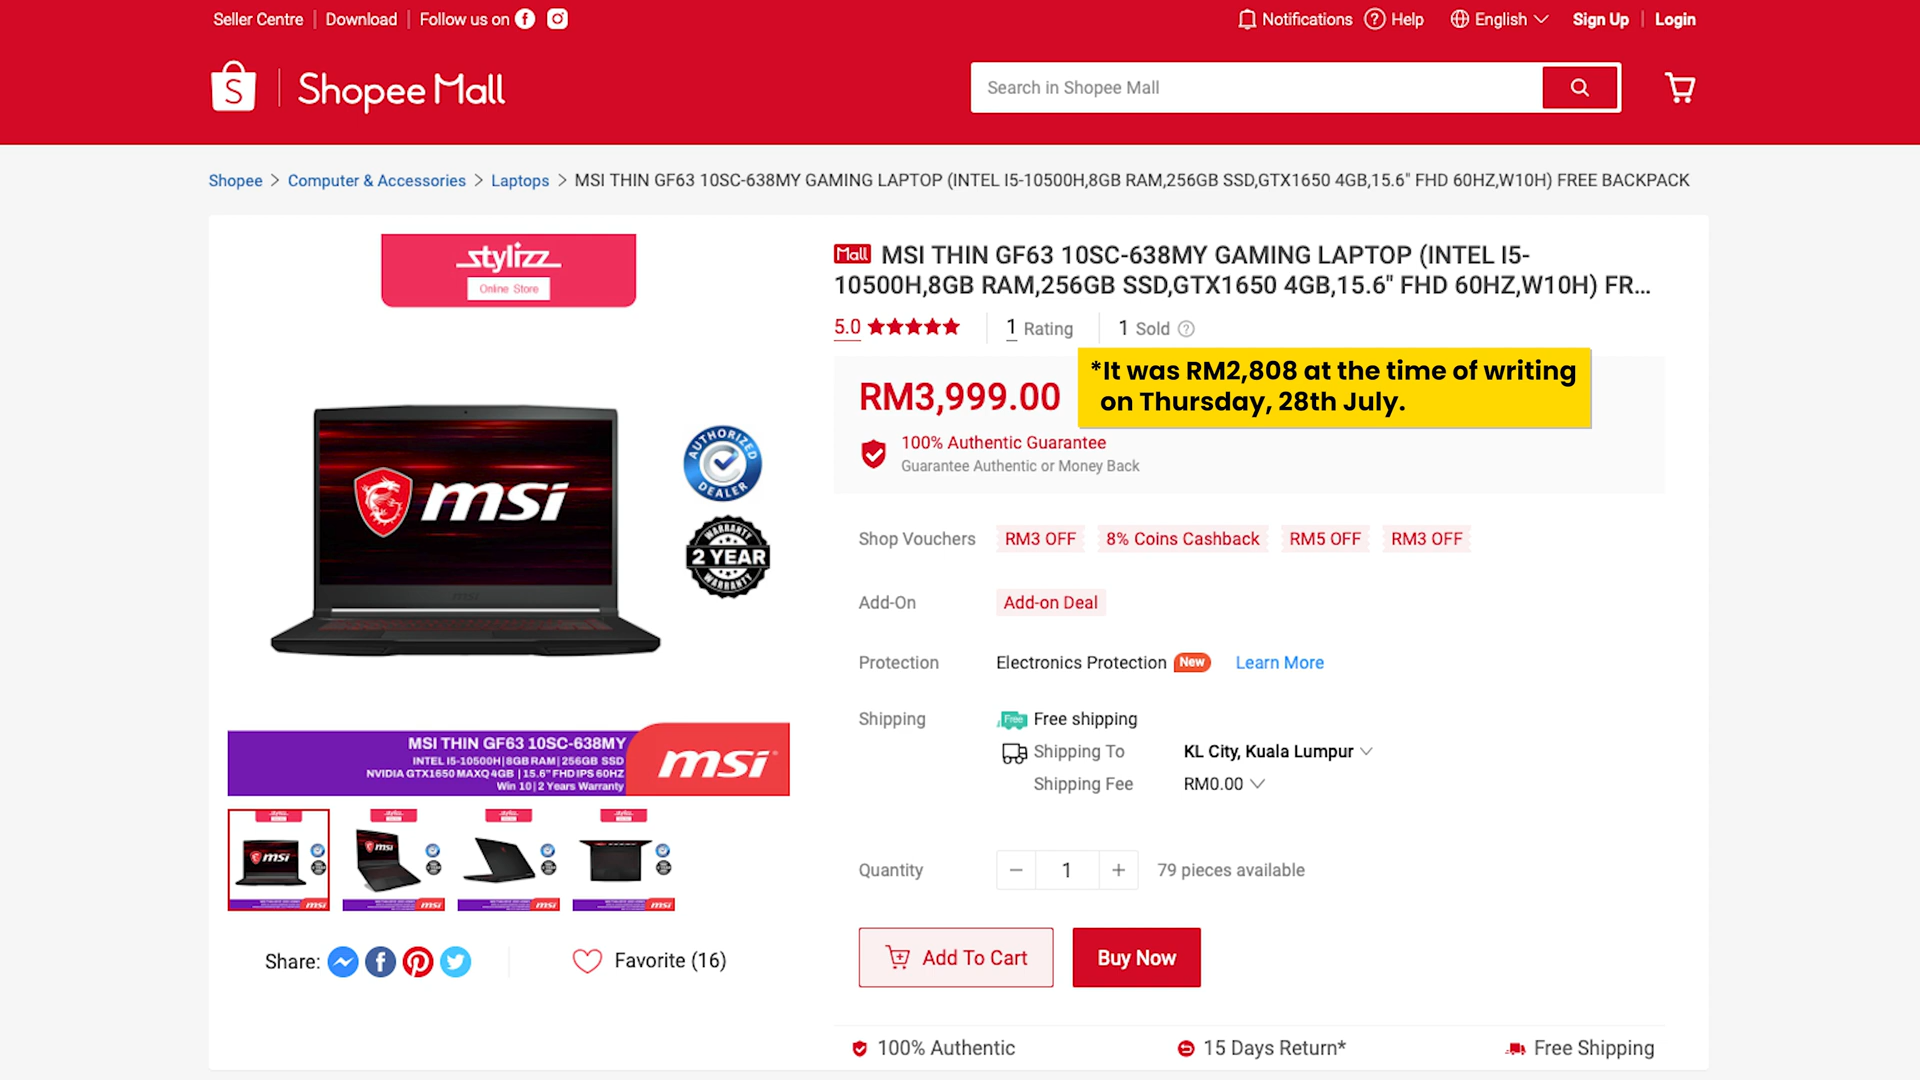 Seller Centre Download Follow us on
Notifications Help English Sign Up Login
Shopee Mall
Search in Shopee Mall
Shopee > Computer & Accessories > Laptops > MSI THIN GF63 10SC-638MY GAMING LAPTOP (INTEL I5-10500H,8GB RAM,256GB SSD,GTX1650 4GB,15.6" FHD 60HZ,W10H) FREE BACKPACK
stylizz
Online Store
msi
AUTHORIZED
DEALER
WARRANTY
2 YEAR
WARRANTY
MSI THIN GF63 10SC-638MY
INTEL I5-10500H | 8GB RAM | 256GB SSD
NVIDIA GTX1650 MAXQ 4GB | 15.6" FHD IPS 60HZ
Win 10 | 2 Years Warranty
msi
Share:
Favorite (16)
Mall MSI THIN GF63 10SC-638MY GAMING LAPTOP (INTEL I5-
10500H,8GB RAM,256GB SSD,GTX1650 4GB,15.6" FHD 60HZ,W10H) FR...
5.0 1 Rating 1 Sold
RM3,999.00
*It was RM2,808 at the time of writing
on Thursday, 28th July.
100% Authentic Guarantee
Guarantee Authentic or Money Back
Shop Vouchers RM3 OFF 8% Coins Cashback RM5 OFF RM3 OFF
Add-On Add-on Deal
Protection Electronics Protection New Learn More
Shipping Free Free shipping
Shipping To KL City, Kuala Lumpur
Shipping Fee RM0.00
Quantity − 1 + 79 pieces available
Add To Cart Buy Now
100% Authentic 15 Days Return* Free Shipping